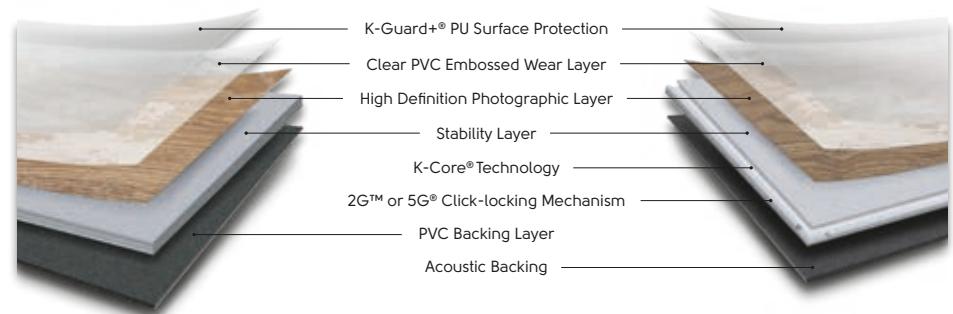 K-Guard+® PU Surface Protection
Clear PVC Embossed Wear Layer
High Definition Photographic Layer
Stability Layer
K-Core® Technology
2G™ or 5G® Click-locking Mechanism
PVC Backing Layer
Acoustic Backing